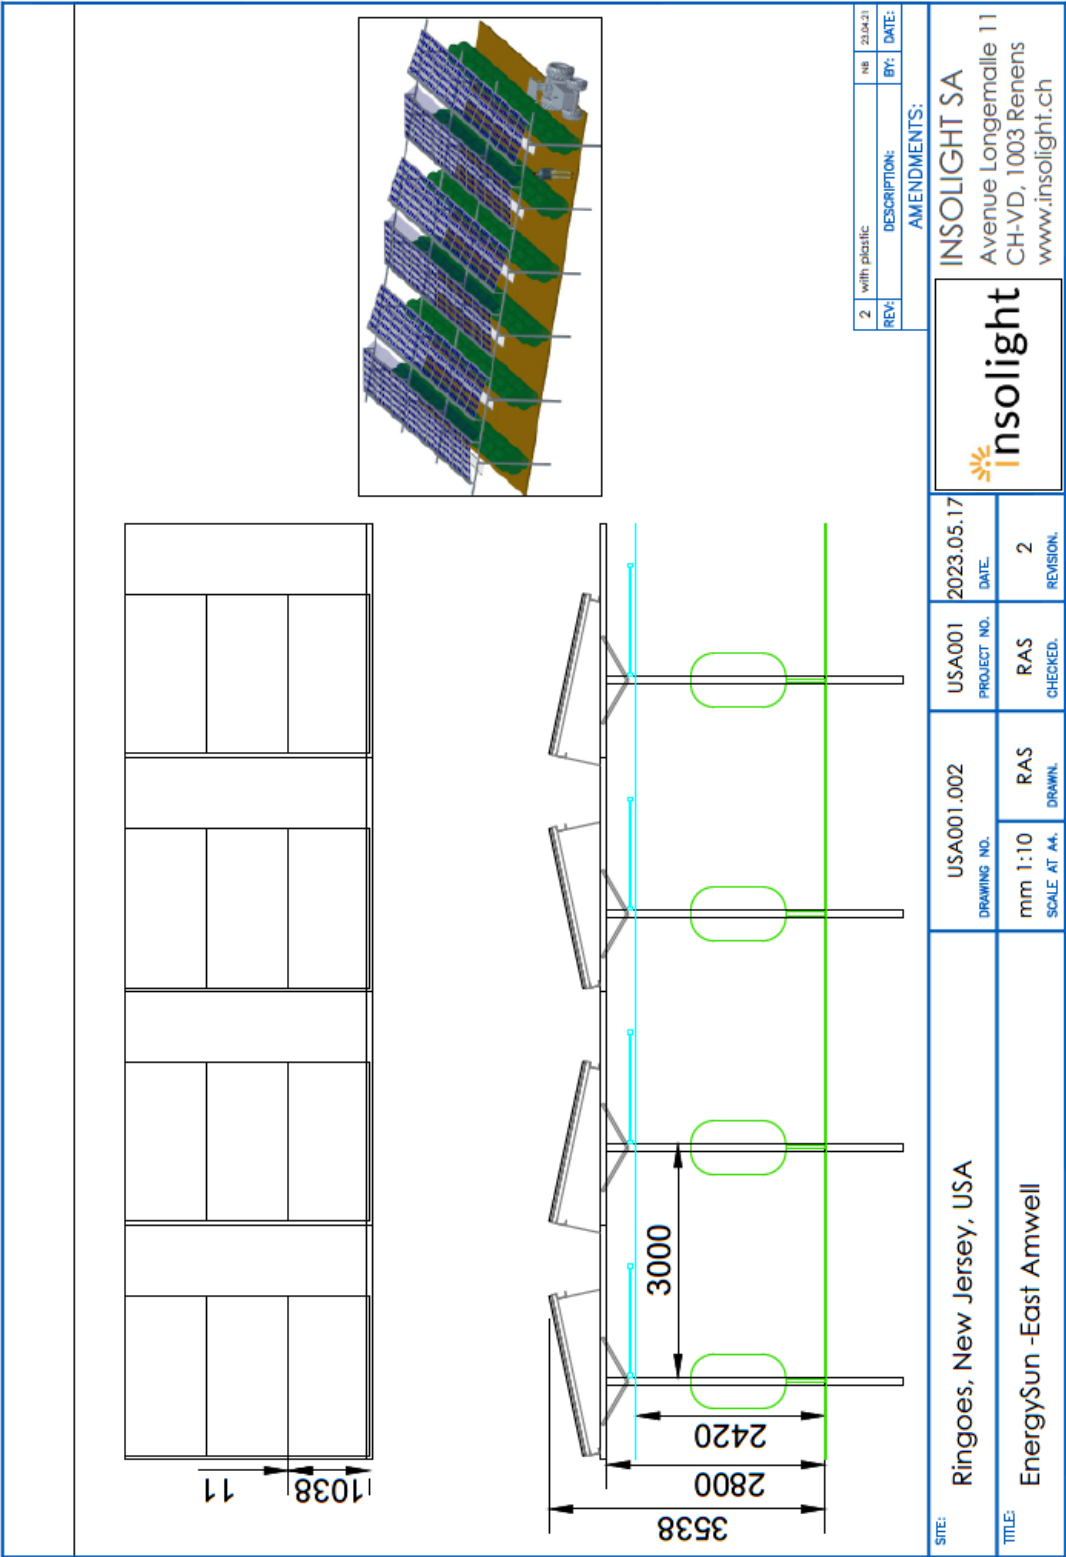 11
1038
3000
2420
2800
3538
2 with plastic NB 23.04.21
REV: DESCRIPTION: BY: DATE:
AMENDMENTS:
SITE:
Ringoes, New Jersey, USA
TITLE:
EnergySun -East Amwell
USA001.002
DRAWING NO.
USA001
PROJECT NO.
2023.05.17
DATE.
mm 1:10
SCALE AT A4.
RAS
DRAWN.
RAS
CHECKED.
2
REVISION.
insolight
INSOLIGHT SA
Avenue Longemalle 11
CH-VD, 1003 Renens
www.insolight.ch